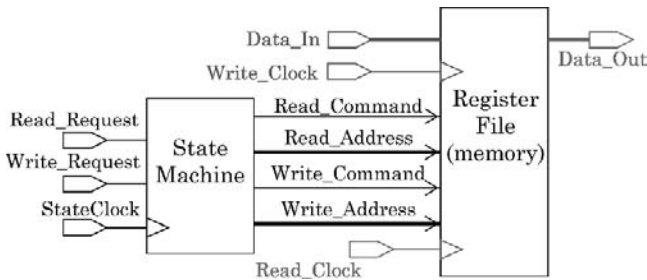 Data_In
Data_Out
Write_Clock
Read_Command
Register
File
(memory)
Read_Request
Read_Address
State
Machine
Write_Request
Write_Command
StateClock
Write_Address
Read_Clock